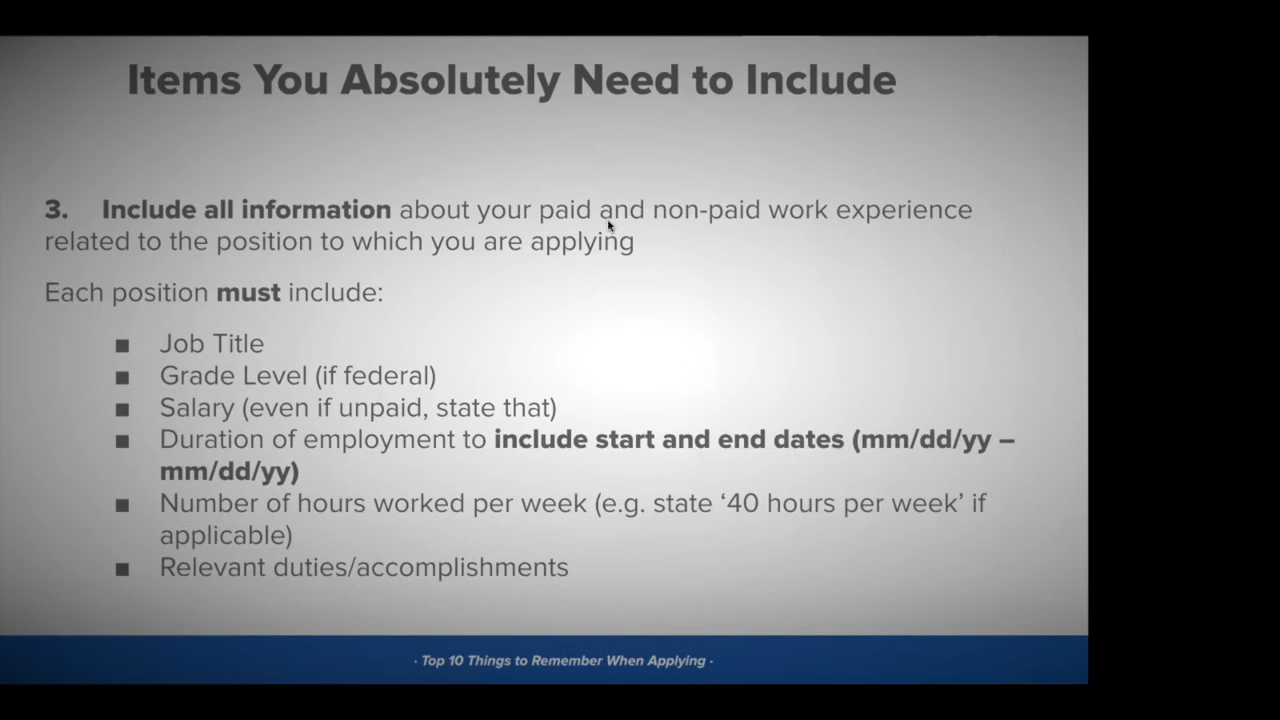 Items You Absolutely Need to Include
3. Include all information about your paid and non-paid work experience
related to the position to which you are applying
Each position must include:
■ Job Title
■ Grade Level (if federal)
■ Salary (even if unpaid, state that)
■ Duration of employment to include start and end dates (mm/dd/yy –
mm/dd/yy)
■ Number of hours worked per week (e.g. state ‘40 hours per week’ if
applicable)
■ Relevant duties/accomplishments
· Top 10 Things to Remember When Applying ·